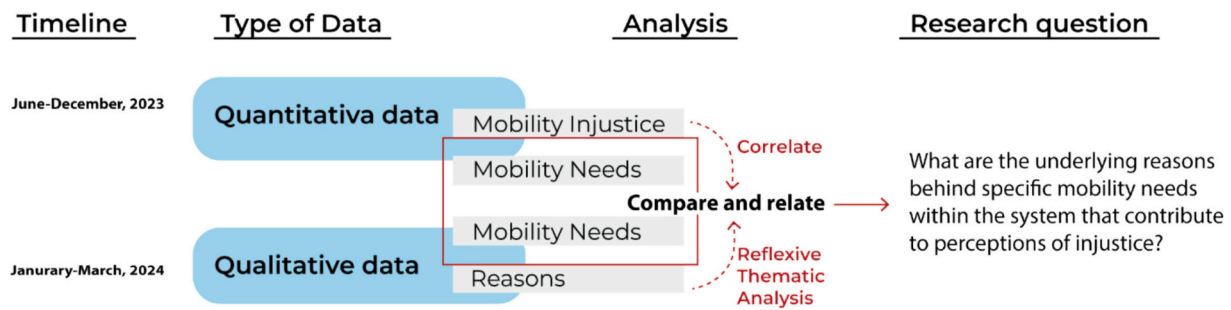 Timeline
Type of Data
Analysis
Research question
June-December, 2023
Quantitativa data
Mobility Injustice
Correlate
Mobility Needs
Compare and relate
What are the underlying reasons
behind specific mobility needs
within the system that contribute
to perceptions of injustice?
Mobility Needs
Janurary-March, 2024
Qualitative data
Reasons
Reflexive
Thematic
Analysis